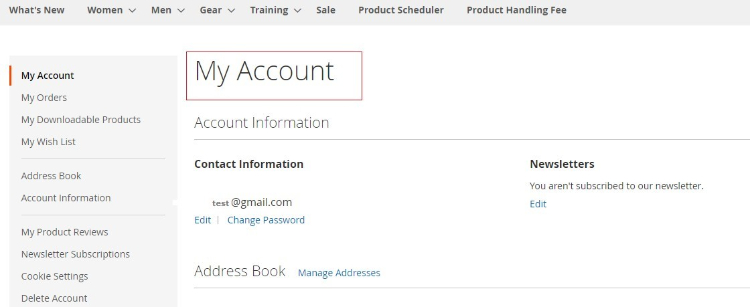 What's New Women Men Gear Training Sale Product Scheduler Product Handling Fee
My Account
My Orders
My Downloadable Products
My Wish List
Address Book
Account Information
My Product Reviews
Newsletter Subscriptions
Cookie Settings
Delete Account
My Account
Account Information
Contact Information
test @gmail.com
Edit | Change Password
Newsletters
You aren't subscribed to our newsletter.
Edit
Address Book Manage Addresses